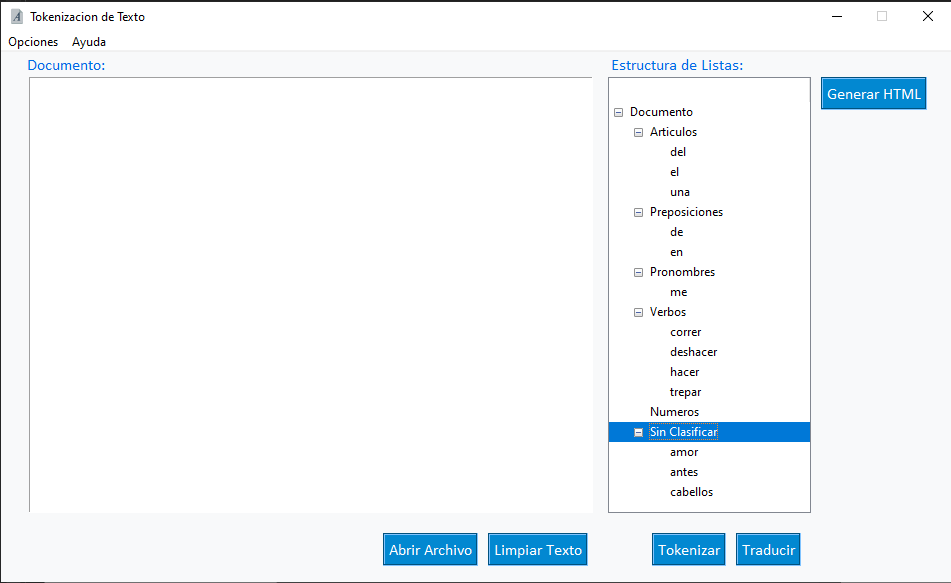 Tokenizacion de Texto
Opciones Ayuda
Documento:
Estructura de Listas:
Generar HTML
Documento
Articulos
del
el
una
Preposiciones
de
en
Pronombres
me
Verbos
correr
deshacer
hacer
trepar
Numeros
Sin Clasificar
amor
antes
cabellos
Abrir Archivo
Limpiar Texto
Tokenizar
Traducir